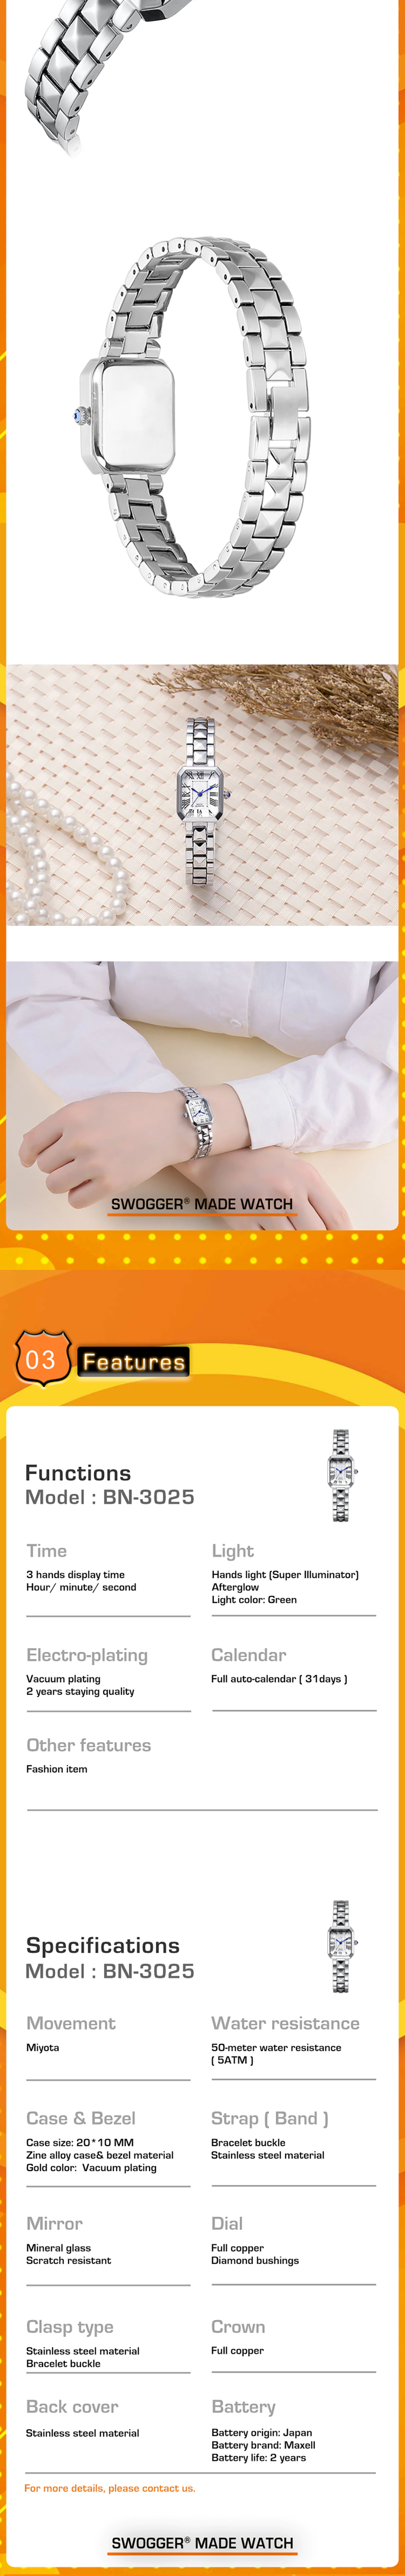 SWOGGER® MADE WATCH
03
Features
Functions
Model : BN-3025
Time
3 hands display time
Hour/ minute/ second
Light
Hands light (Super Illuminator)
Afterglow
Light color: Green
Electro-plating
Vacuum plating
2 years staying quality
Calendar
Full auto-calendar ( 31days )
Other features
Fashion item
Specifications
Model : BN-3025
Movement
Miyota
Water resistance
50-meter water resistance
( 5ATM )
Case & Bezel
Case size: 20*10 MM
Zine alloy case& bezel material
Gold color: Vacuum plating
Strap ( Band )
Bracelet buckle
Stainless steel material
Mirror
Mineral glass
Scratch resistant
Dial
Full copper
Diamond bushings
Clasp type
Stainless steel material
Bracelet buckle
Crown
Full copper
Back cover
Stainless steel material
Battery
Battery origin: Japan
Battery brand: Maxell
Battery life: 2 years
For more details, please contact us.
SWOGGER® MADE WATCH